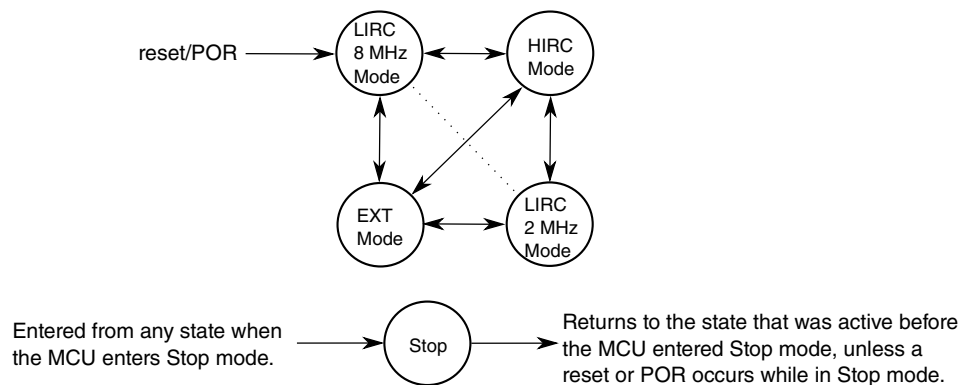 reset/POR
LIRC
8 MHz
Mode
HIRC
Mode
EXT
Mode
LIRC
2 MHz
Mode
Entered from any state when
the MCU enters Stop mode.
Stop
Returns to the state that was active before
the MCU entered Stop mode, unless a
reset or POR occurs while in Stop mode.